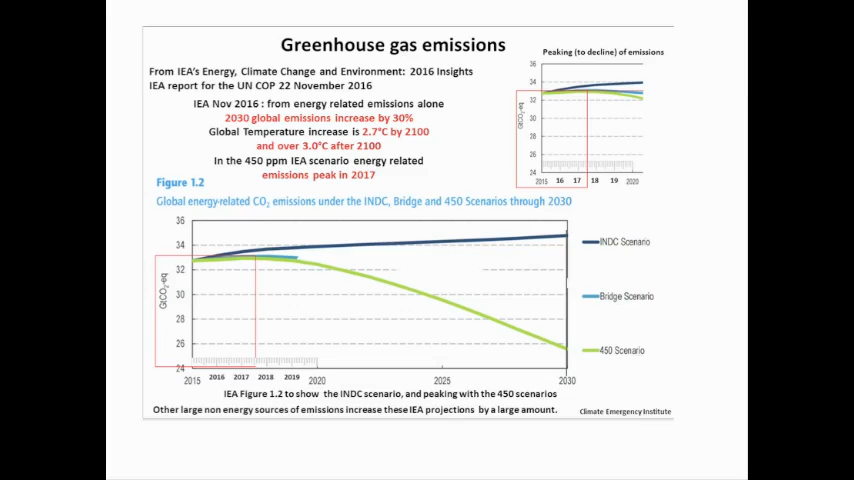 Greenhouse gas emissions
From IEA's Energy, Climate Change and Environment: 2016 Insights
IEA report for the UN COP 22 November 2016
IEA Nov 2016 : from energy related emissions alone
2030 global emissions increase by 30%
Global Temperature increase is 2.7°C by 2100
and over 3.0°C after 2100
In the 450 ppm IEA scenario energy related
emissions peak in 2017
Peaking (to decline) of emissions
36
34
32
30
28
26
24
GtCO2-eq
2015 16 17 18 19 2020
Figure 1.2
Global energy-related CO2 emissions under the INDC, Bridge and 450 Scenarios through 2030
36
34
32
30
28
26
24
GtCO2-eq
2015 2016 2017 2018 2019 2020 2025 2030
INDC Scenario
Bridge Scenario
450 Scenario
IEA Figure 1.2 to show the INDC scenario, and peaking with the 450 scenarios
Other large non energy sources of emissions increase these IEA projections by a large amount.
Climate Emergency Institute